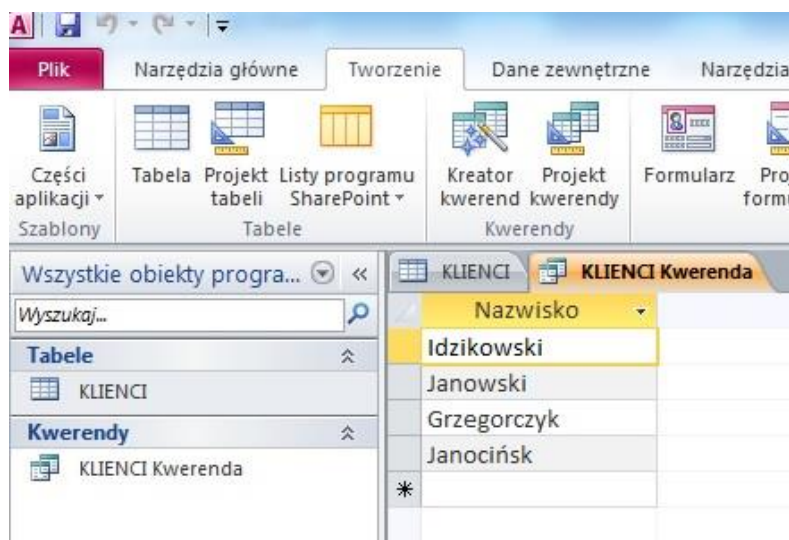 A
Plik Narzędzia główne Tworzenie Dane zewnętrzne Narzędzia
Części aplikacji
Tabela
Projekt tabeli
Listy programu SharePoint
Kreator kwerend
Projekt kwerendy
Formularz
Szablony Tabele Kwerendy
Wszystkie obiekty progra... «
KLIENCI KLIENCI Kwerenda
Wyszukaj...
Nazwisko
Tabele
Idzikowski
KLIENCI
Janowski
Grzegorczyk
Kwerendy
Janocińsk
KLIENCI Kwerenda